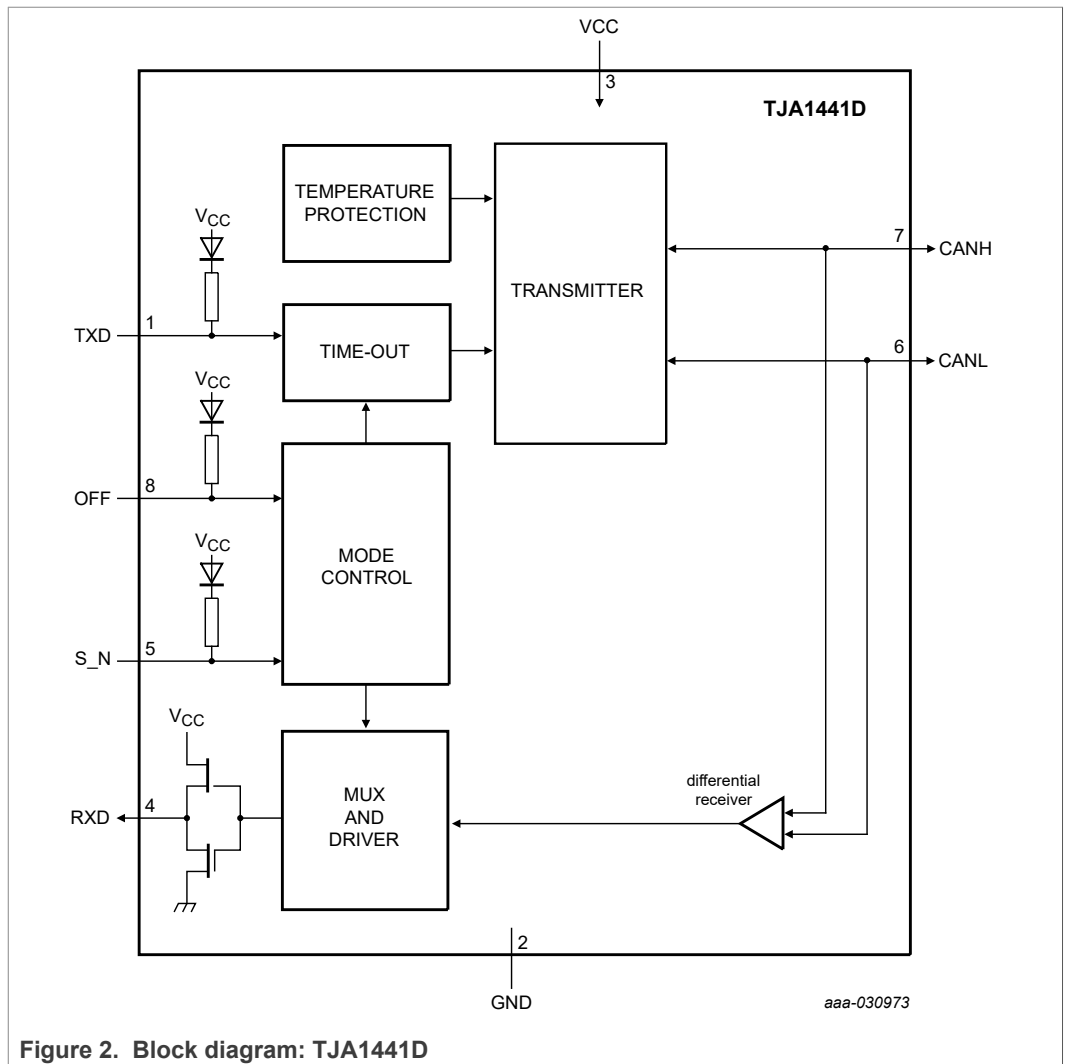 VCC
3
TJA1441D
TEMPERATURE
PROTECTION
VCC
TRANSMITTER
7
CANH
TXD
1
TIME-OUT
6
CANL
VCC
OFF
8
MODE
CONTROL
VCC
S_N
5
VCC
MUX
AND
DRIVER
differential
receiver
RXD
4
2
GND
aaa-030973
Figure 2. Block diagram: TJA1441D